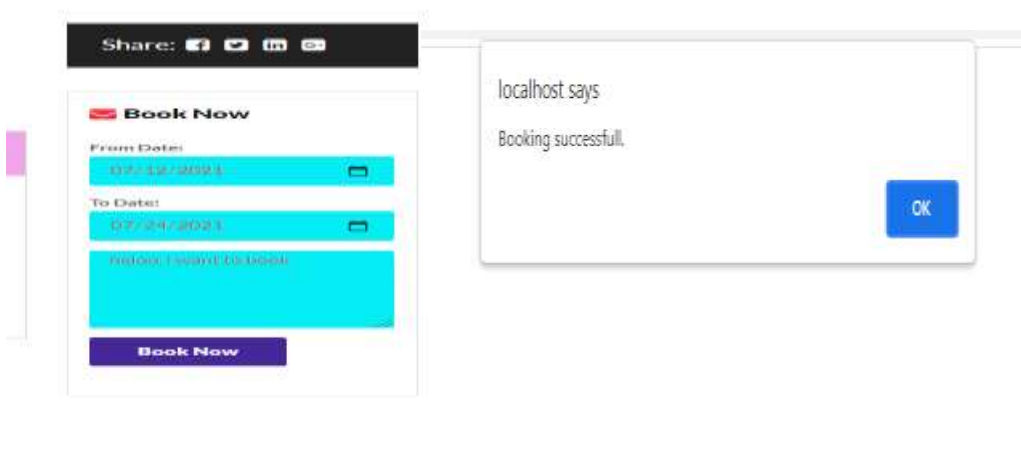 Share:
Book Now
From Date:
07/12/2021
To Date:
07/24/2021
I want to book
Book Now
localhost says
Booking successfull.
OK